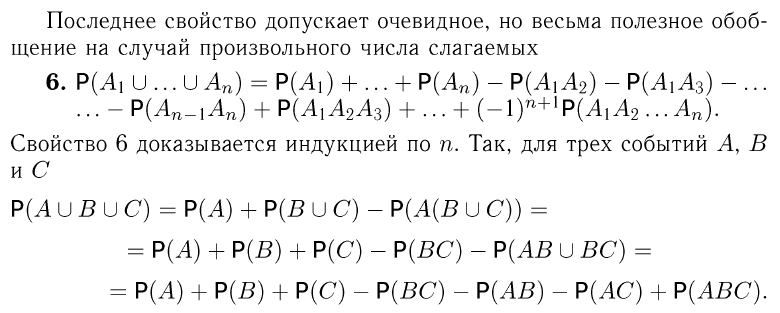 Последнее свойство допускает очевидное, но весьма полезное обоб-
щение на случай произвольного числа слагаемых
6. P(A₁ ∪ … ∪ Aₙ) = P(A₁) + … + P(Aₙ) − P(A₁A₂) − P(A₁A₃) − …
… − P(Aₙ₋₁Aₙ) + P(A₁A₂A₃) + … + (−1)ⁿ⁺¹P(A₁A₂ … Aₙ).
Свойство 6 доказывается индукцией по n. Так, для трех событий A, B
и C
P(A ∪ B ∪ C) = P(A) + P(B ∪ C) − P(A(B ∪ C)) =
= P(A) + P(B) + P(C) − P(BC) − P(AB ∪ BC) =
= P(A) + P(B) + P(C) − P(BC) − P(AB) − P(AC) + P(ABC).